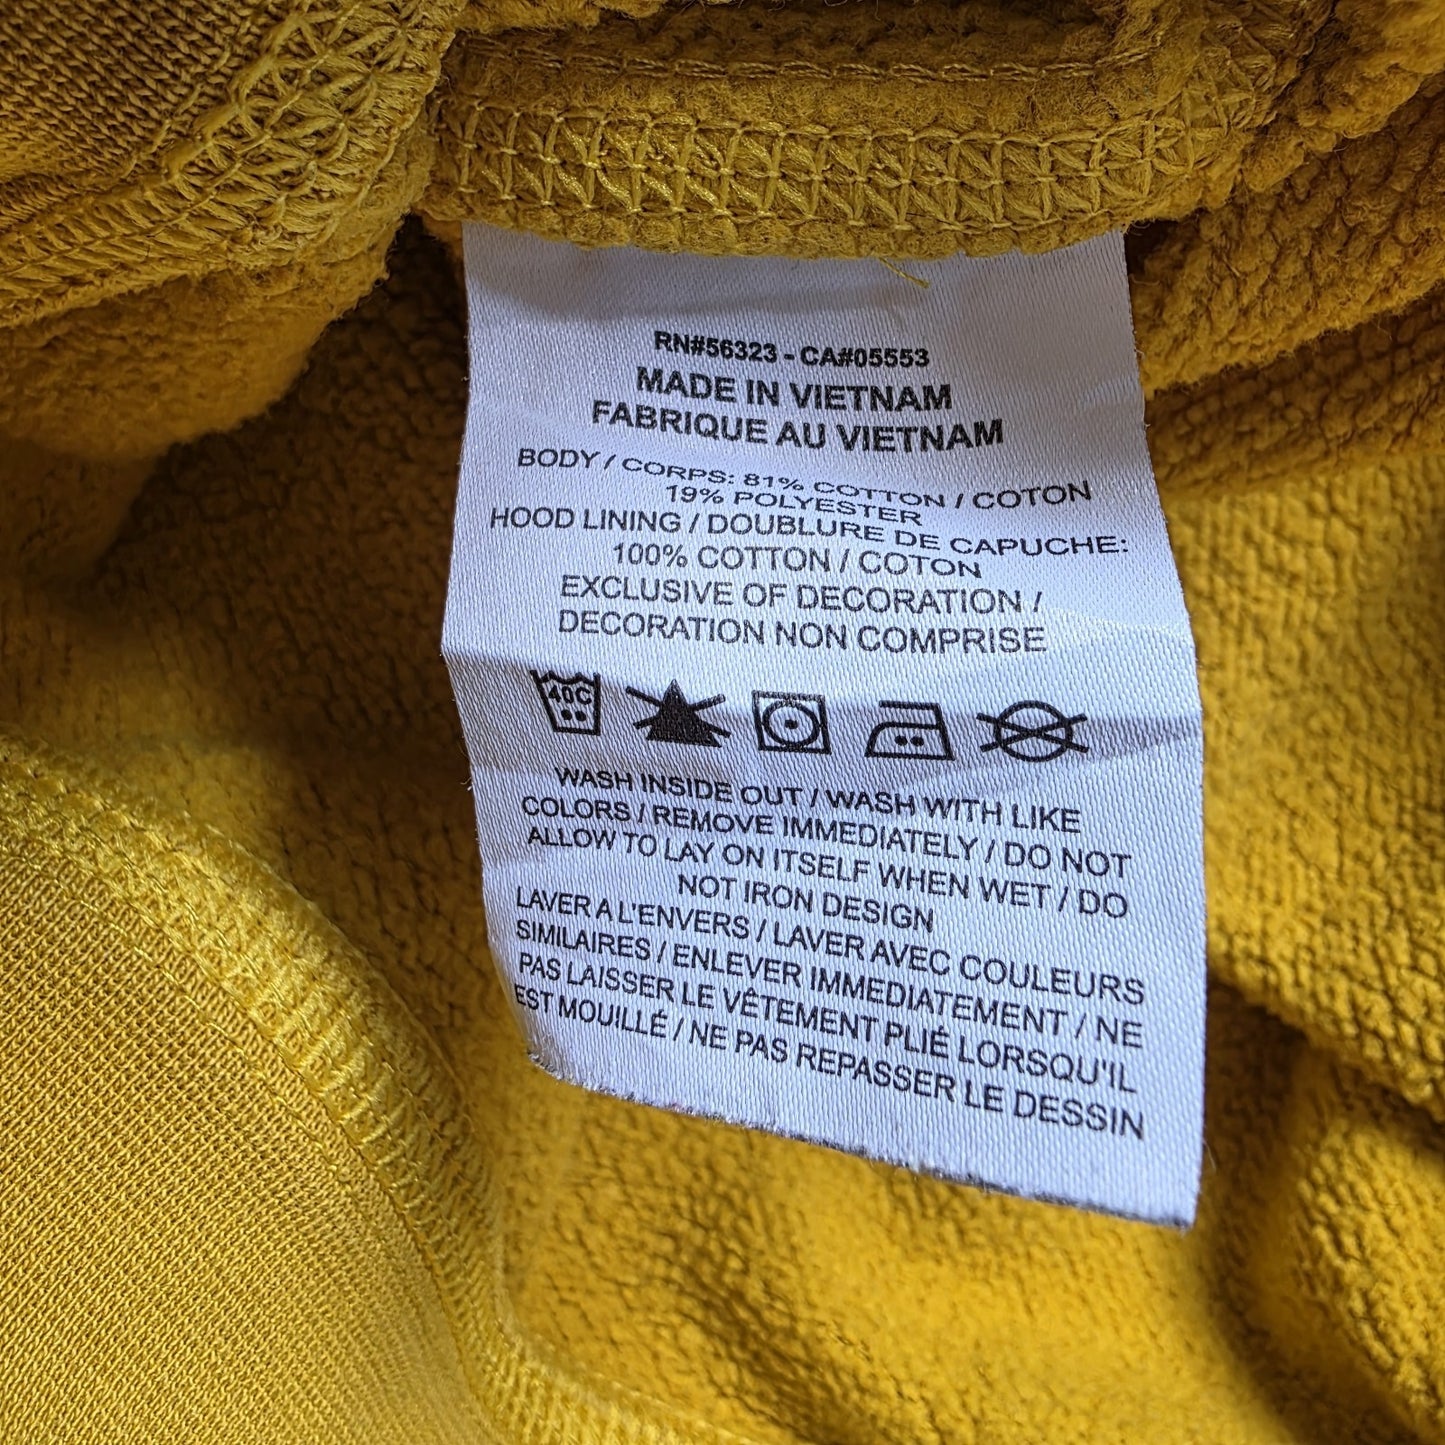 RN#56323 - CA#05553
MADE IN VIETNAM
FABRIQUE AU VIETNAM
BODY / CORPS: 81% COTTON / COTON
19% POLYESTER
HOOD LINING / DOUBLURE DE CAPUCHE:
100% COTTON / COTON
EXCLUSIVE OF DECORATION /
DECORATION NON COMPRISE
40C
WASH INSIDE OUT / WASH WITH LIKE
COLORS / REMOVE IMMEDIATELY / DO NOT
ALLOW TO LAY ON ITSELF WHEN WET / DO
NOT IRON DESIGN
LAVER A L'ENVERS / LAVER AVEC COULEURS
SIMILAIRES / ENLEVER IMMEDIATEMENT / NE
PAS LAISSER LE VÊTEMENT PLIÉ LORSQU'IL
EST MOUILLÉ / NE PAS REPASSER LE DESSIN